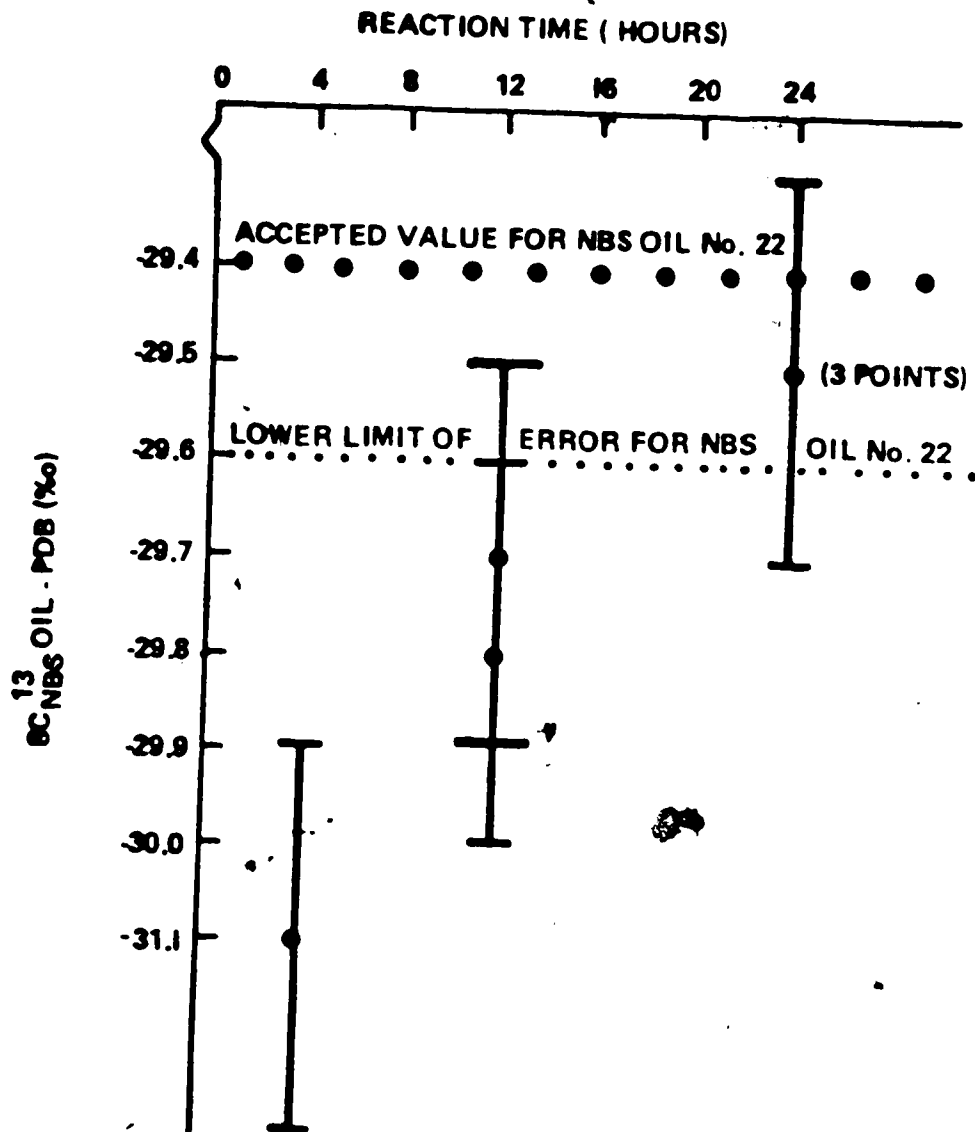 REACTION TIME ( HOURS)
0 4 8 12 16 20 24
ACCEPTED VALUE FOR NBS OIL No. 22
-29.4
-29.5
(3 POINTS)
LOWER LIMIT OF ERROR FOR NBS OIL No. 22
-29.6
-29.7
-29.8
-29.9
-30.0
-31.1
BC13NBS OIL - PDB (‰)